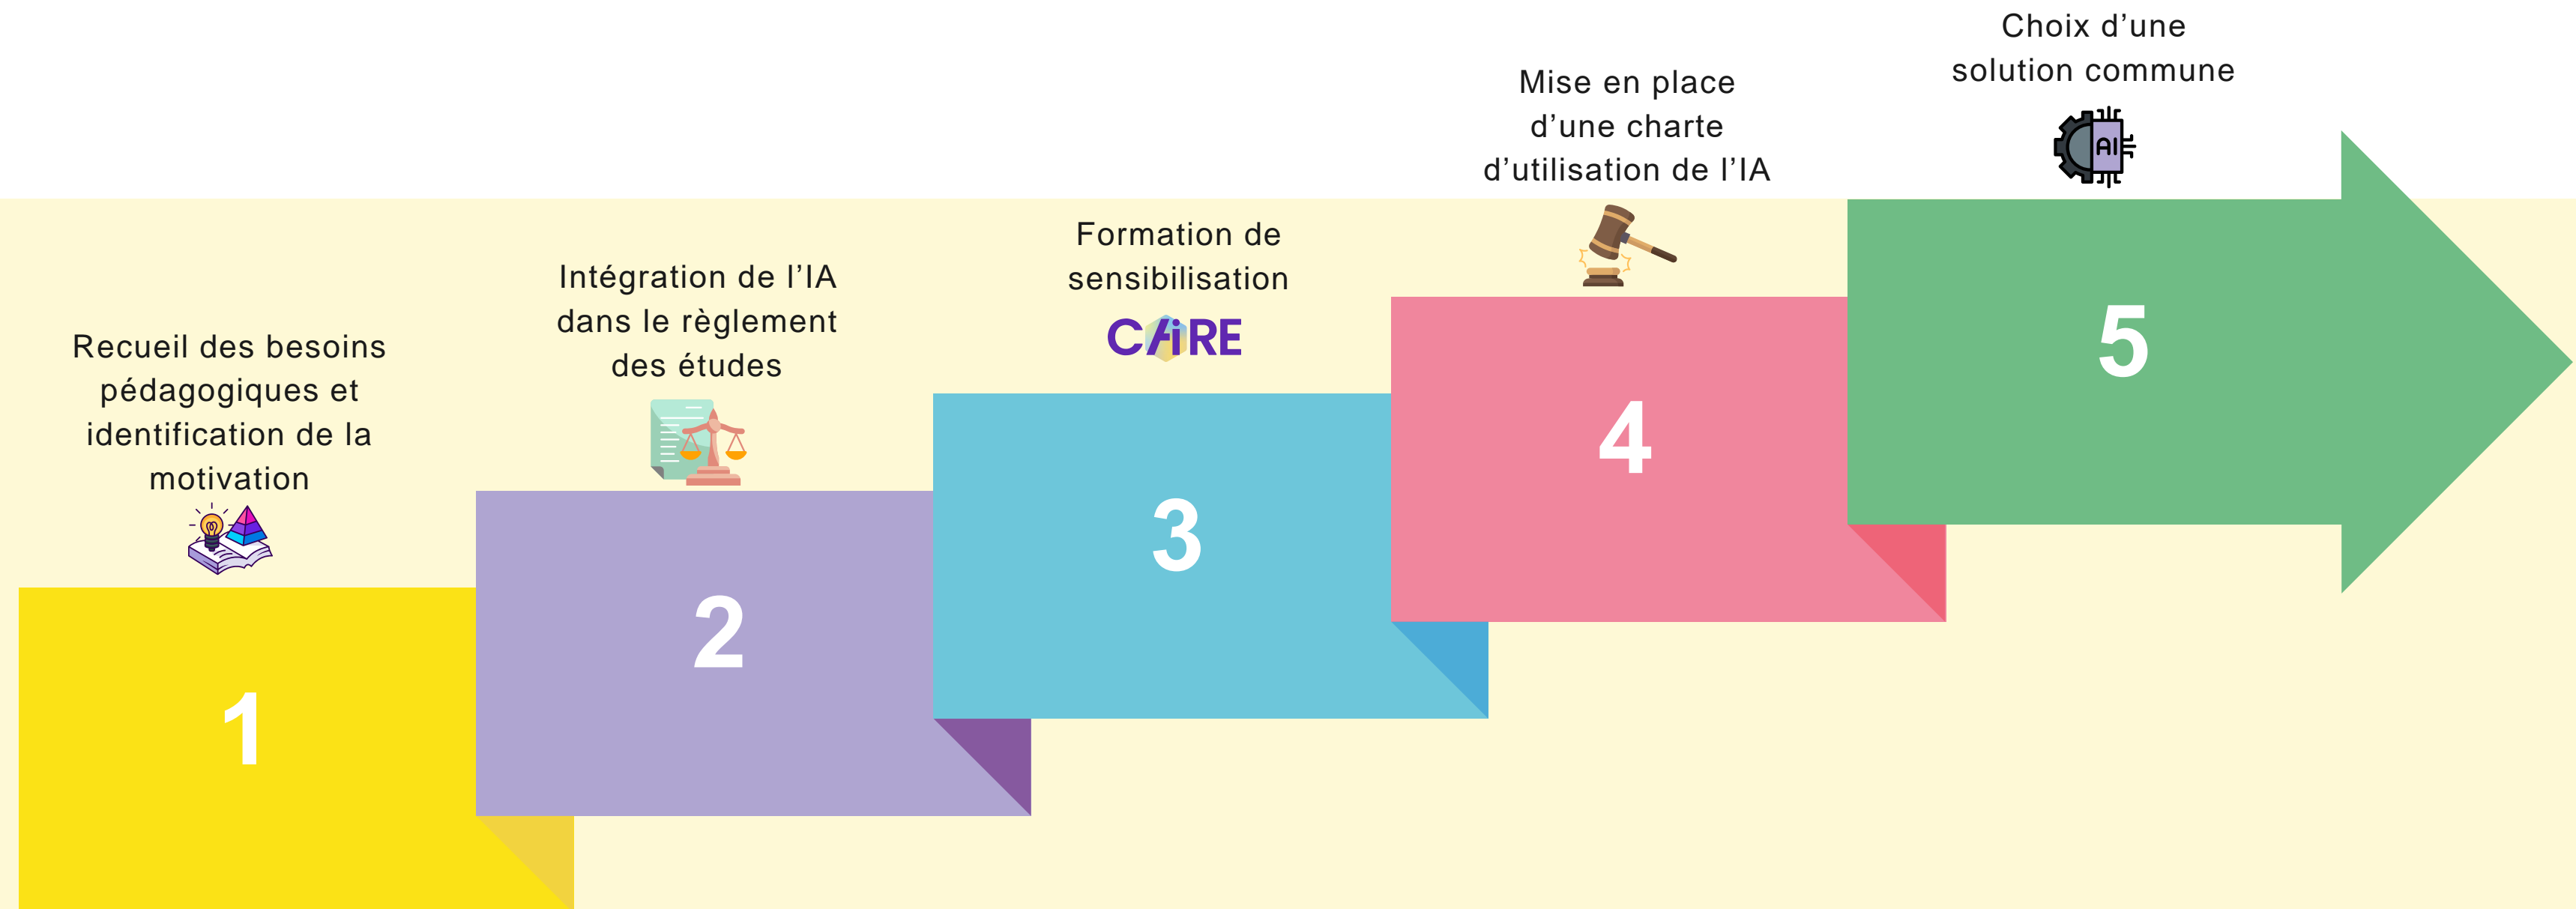 Recueil des besoins
pédagogiques et
identification de la
motivation
1
Intégration de l’IA
dans le règlement
des études
2
Formation de
sensibilisation
CAiRE
3
Mise en place
d’une charte
d’utilisation de l’IA
4
Choix d’une
solution commune
AI
5